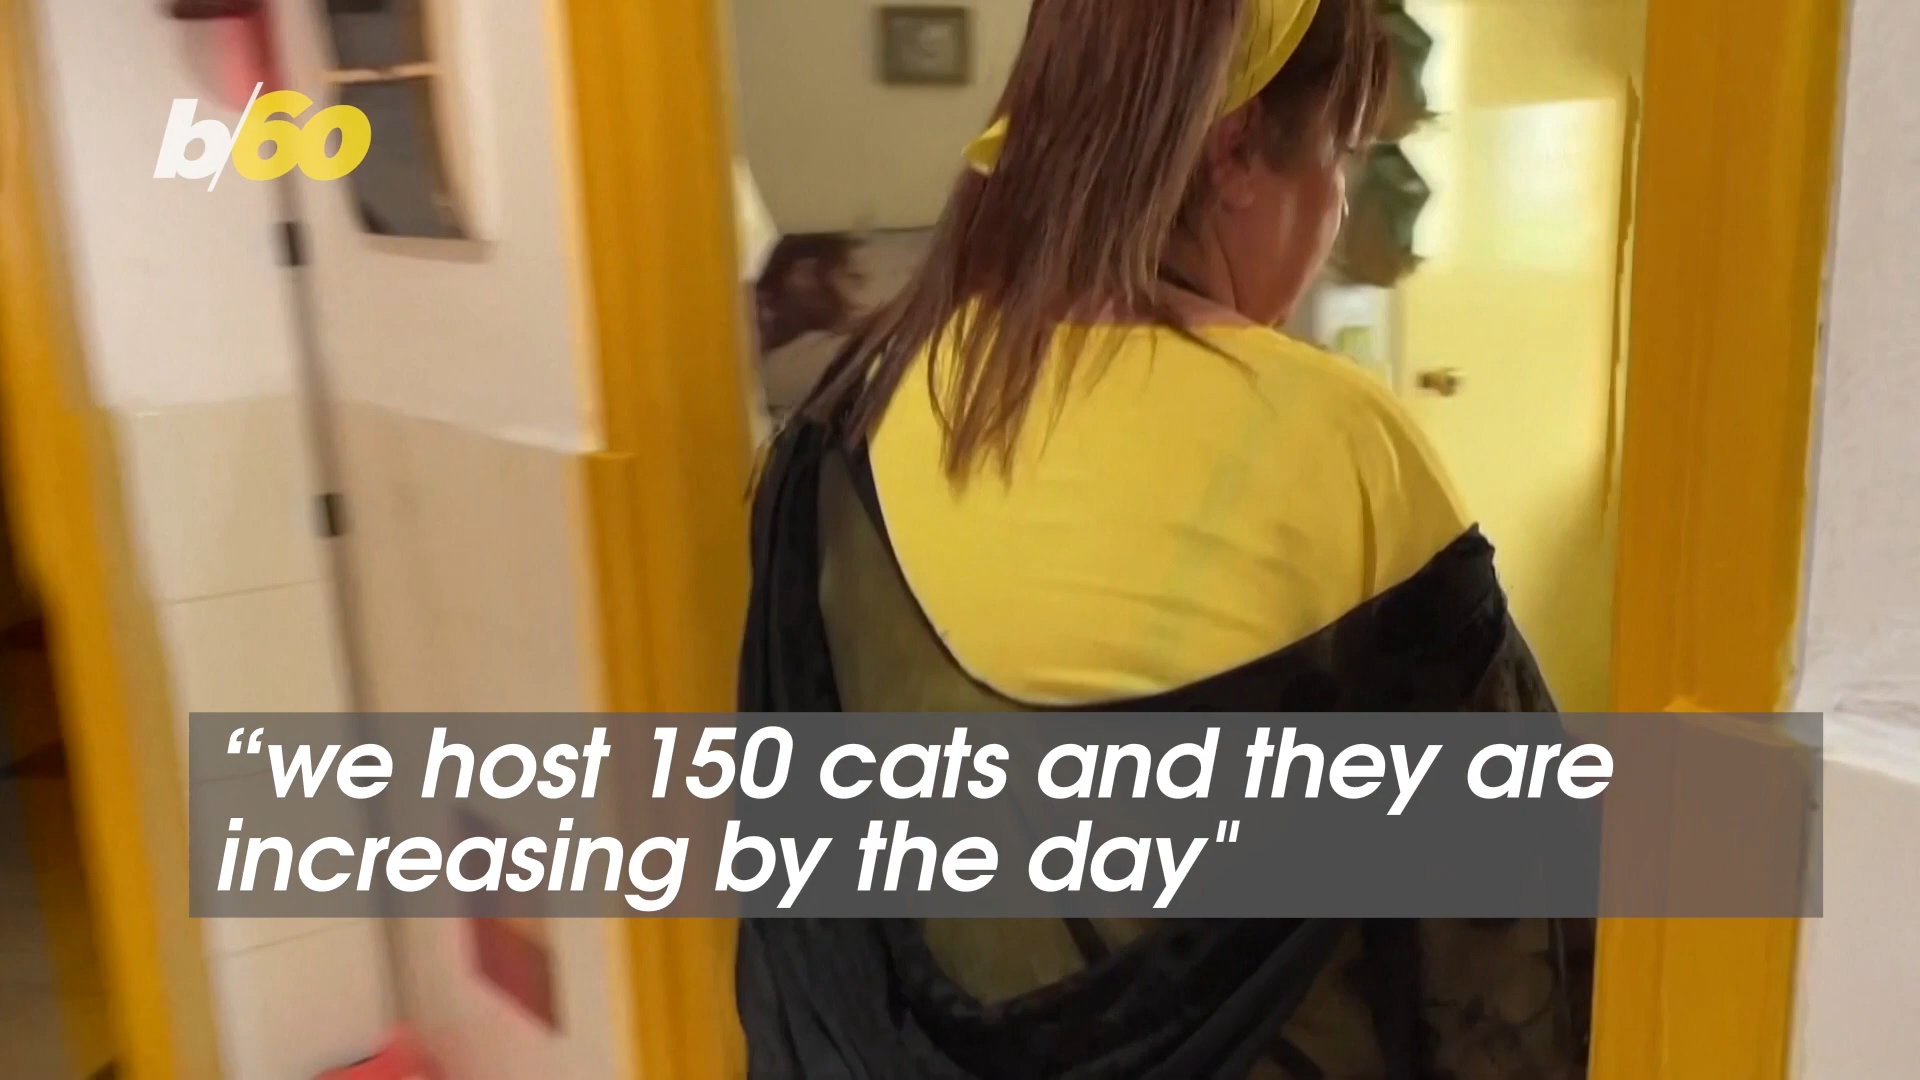 b/60
“we host 150 cats and they are
increasing by the day"